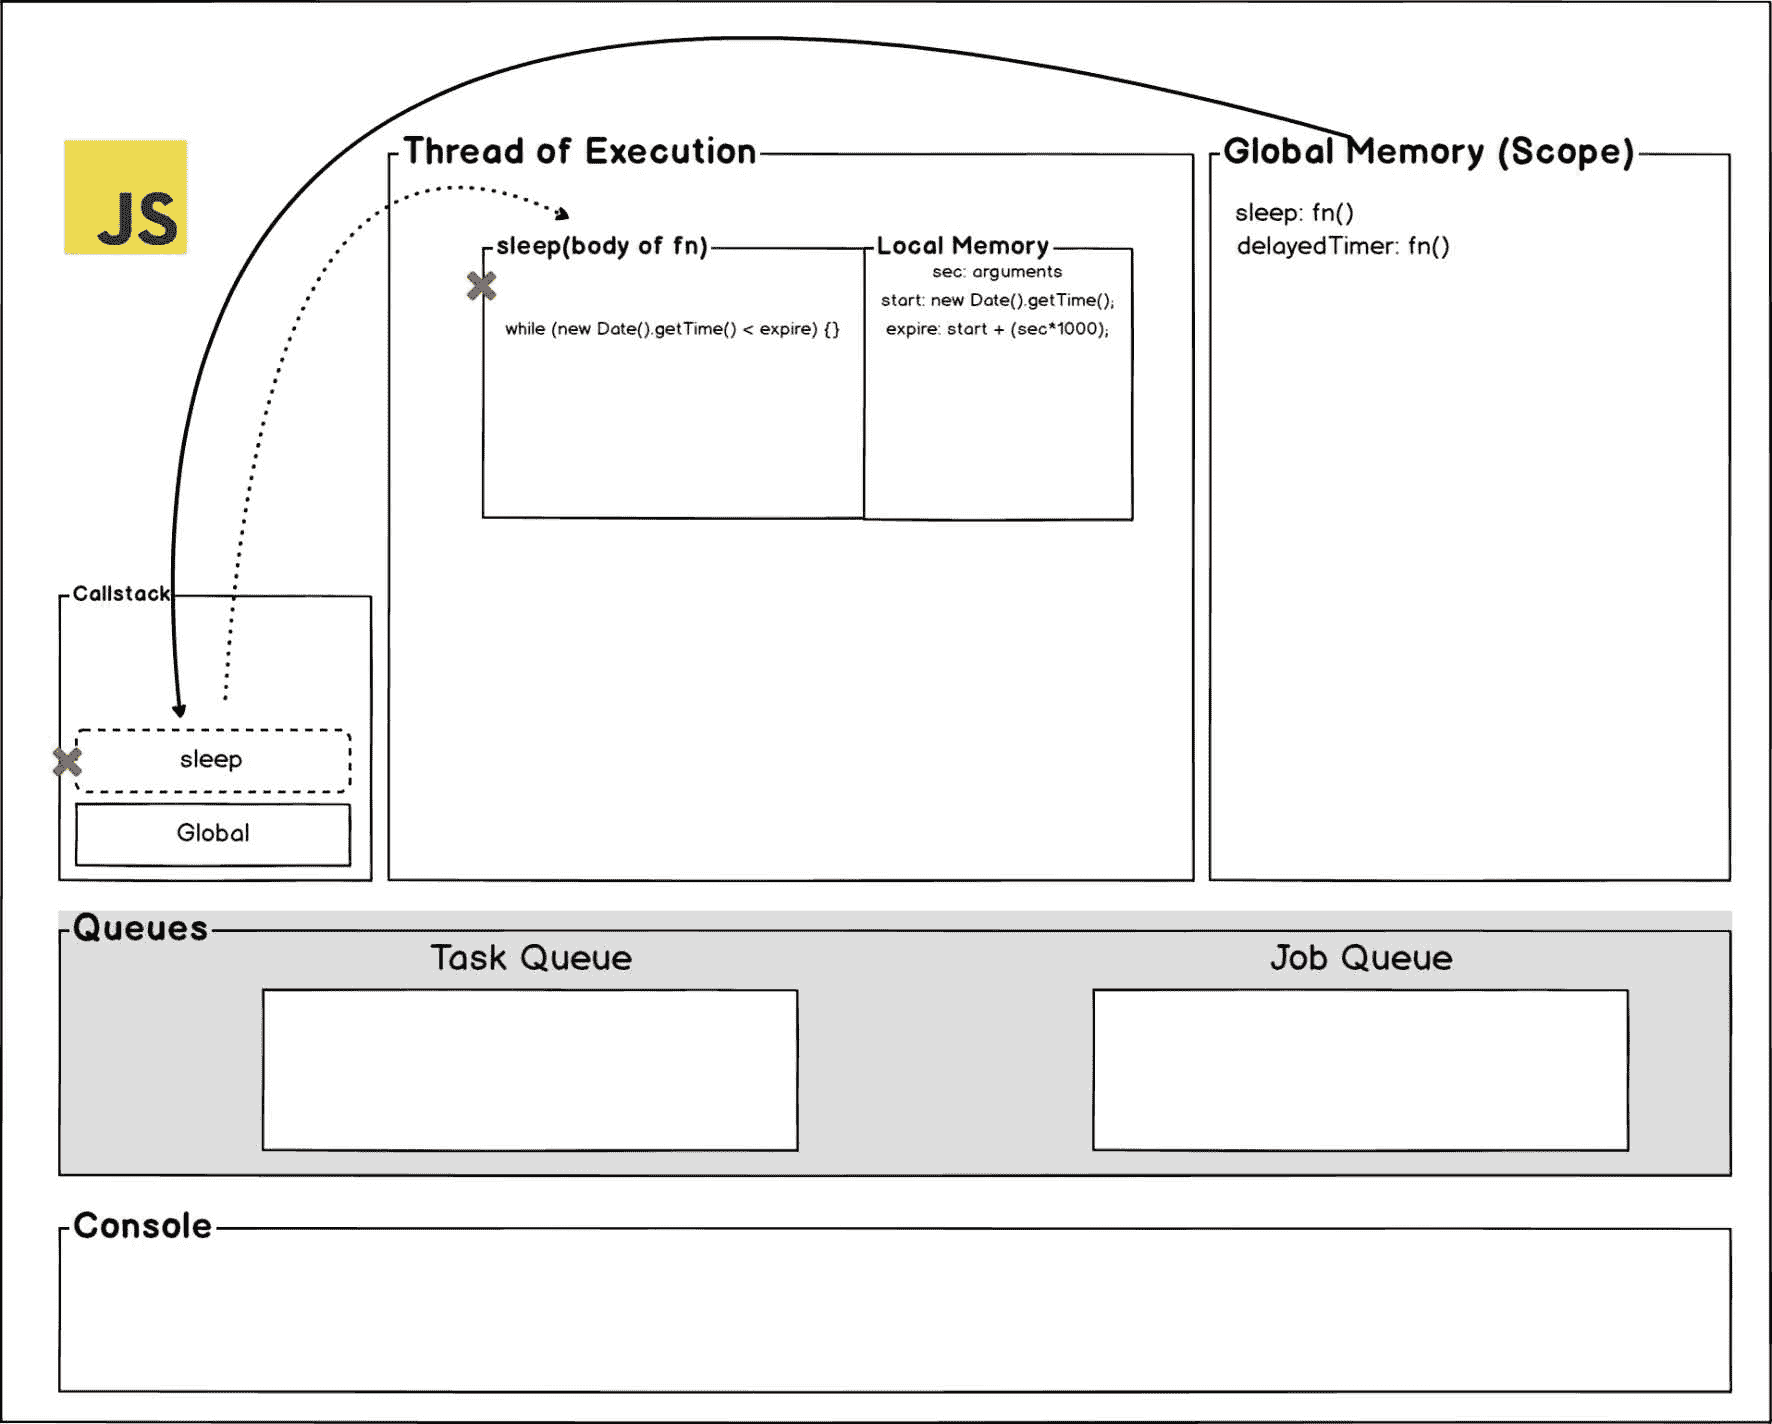 JS
Thread of Execution
sleep(body of fn)
while (new Date().getTime() < expire) {}
Local Memory
sec: arguments
start: new Date().getTime();
expire: start + (sec*1000);
Global Memory (Scope)
sleep: fn()
delayedTimer: fn()
Callstack
sleep
Global
Queues
Task Queue
Job Queue
Console